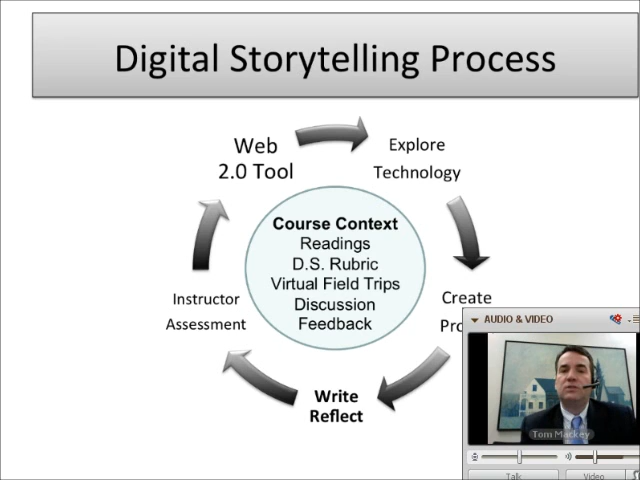 Digital Storytelling Process
Web
2.0 Tool
Explore
Technology
Course Context
Readings
D.S. Rubric
Virtual Field Trips
Discussion
Feedback
Instructor
Assessment
Create
Write
Reflect
AUDIO & VIDEO
Tom Mackey
Talk
Video